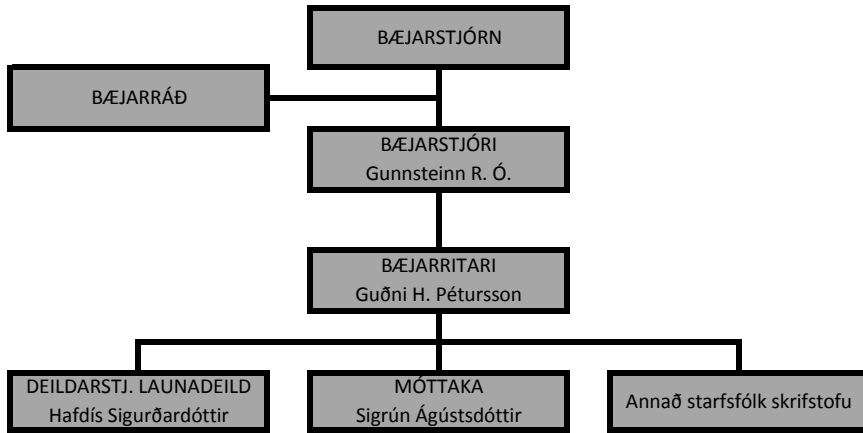 BÆJARSTJÓRN
BÆJARRÁÐ
BÆJARSTJÓRI
Gunnsteinn R. Ó.
BÆJARRITARI
Guðni H. Pétursson
DEILDARSTJ. LAUNADEILD
Hafdís Sigurðardóttir
MÓTTAKA
Sigrún Ágústsdóttir
Annað starfsfólk skrifstofu